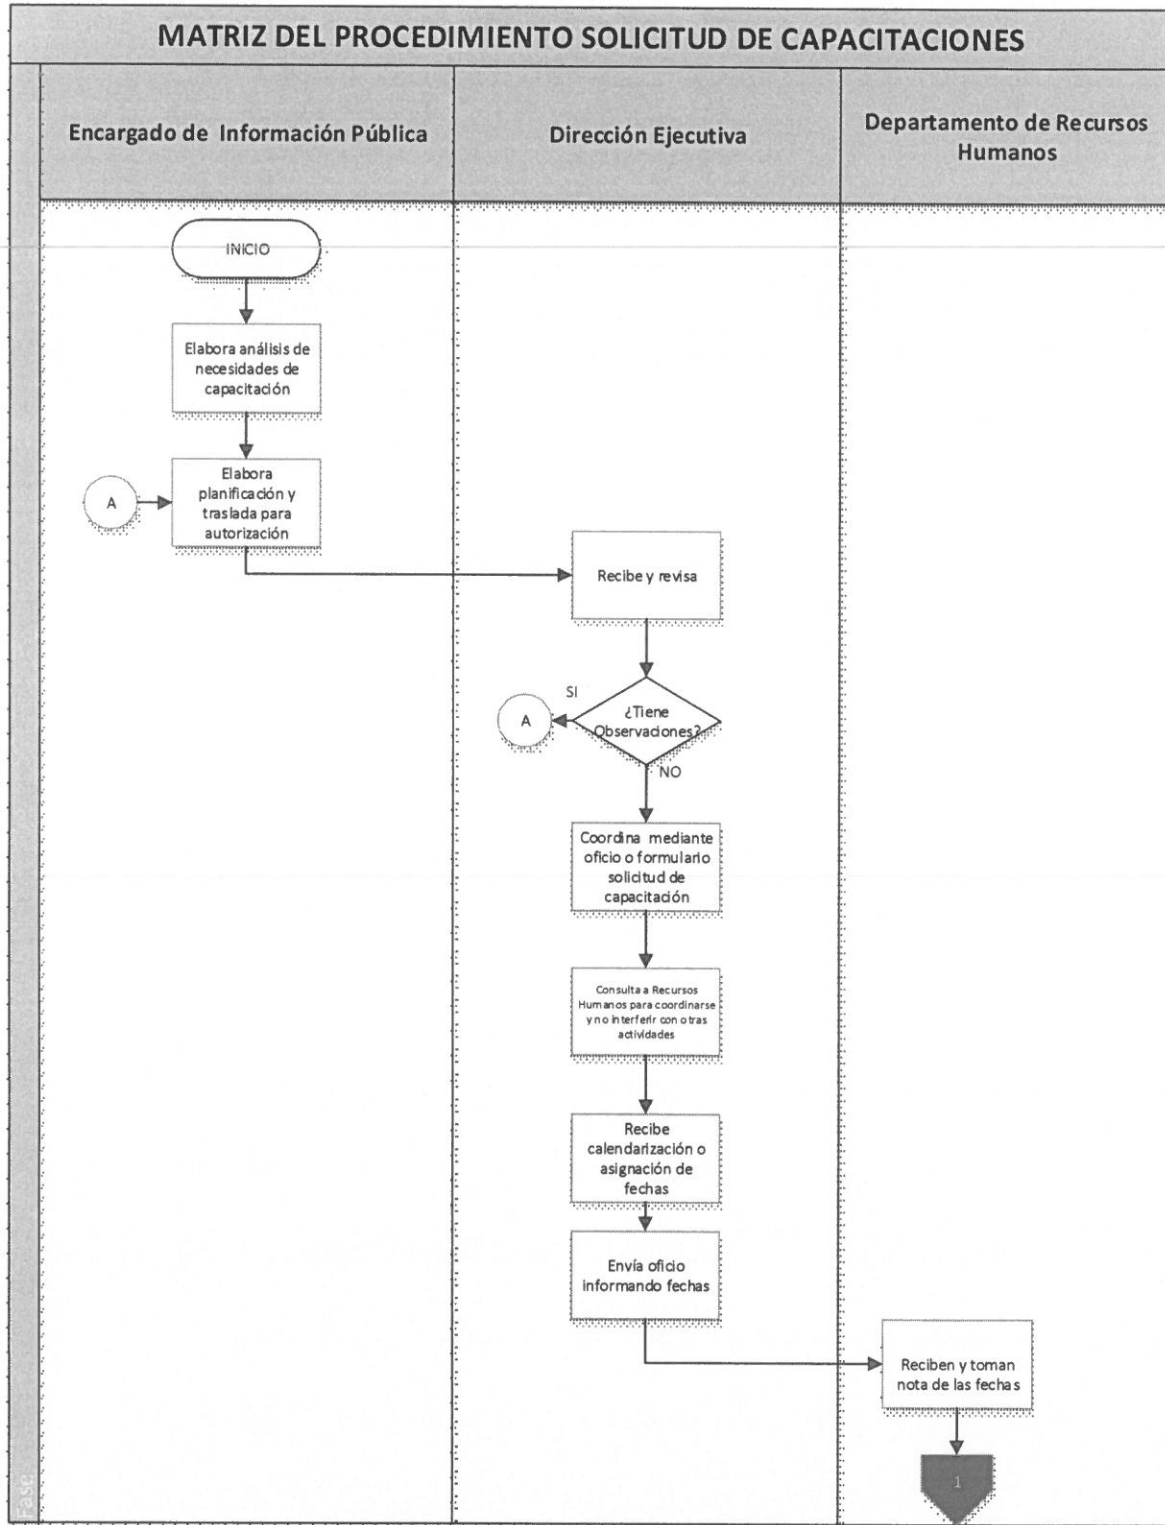 MATRIZ DEL PROCEDIMIENTO SOLICITUD DE CAPACITACIONES
Encargado de Información Pública
Dirección Ejecutiva
Departamento de Recursos
Humanos
INICIO
Elabora análisis de
necesidades de
capacitación
A
Elabora
planificación y
traslada para
autorización
Recibe y revisa
SI
A
¿Tiene
Observaciones?
NO
Coordina mediante
oficio o formulario
solicitud de
capacitación
Consulta a Recursos
Humanos para coordinarse
y no interferir con otras
actividades
Recibe
calendarización o
asignación de
fechas
Envía oficio
informando fechas
Reciben y toman
nota de las fechas
1
Fase